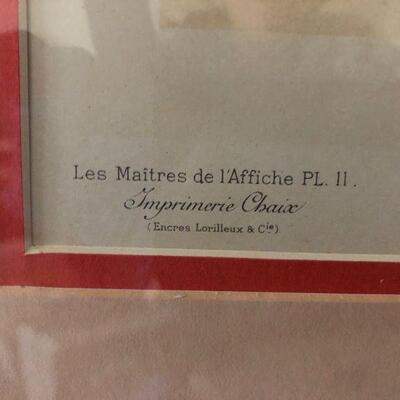 Les Maîtres de l'Affiche PL. 11.
Imprimerie Chaix
(Encres Lorilleux & Cie)